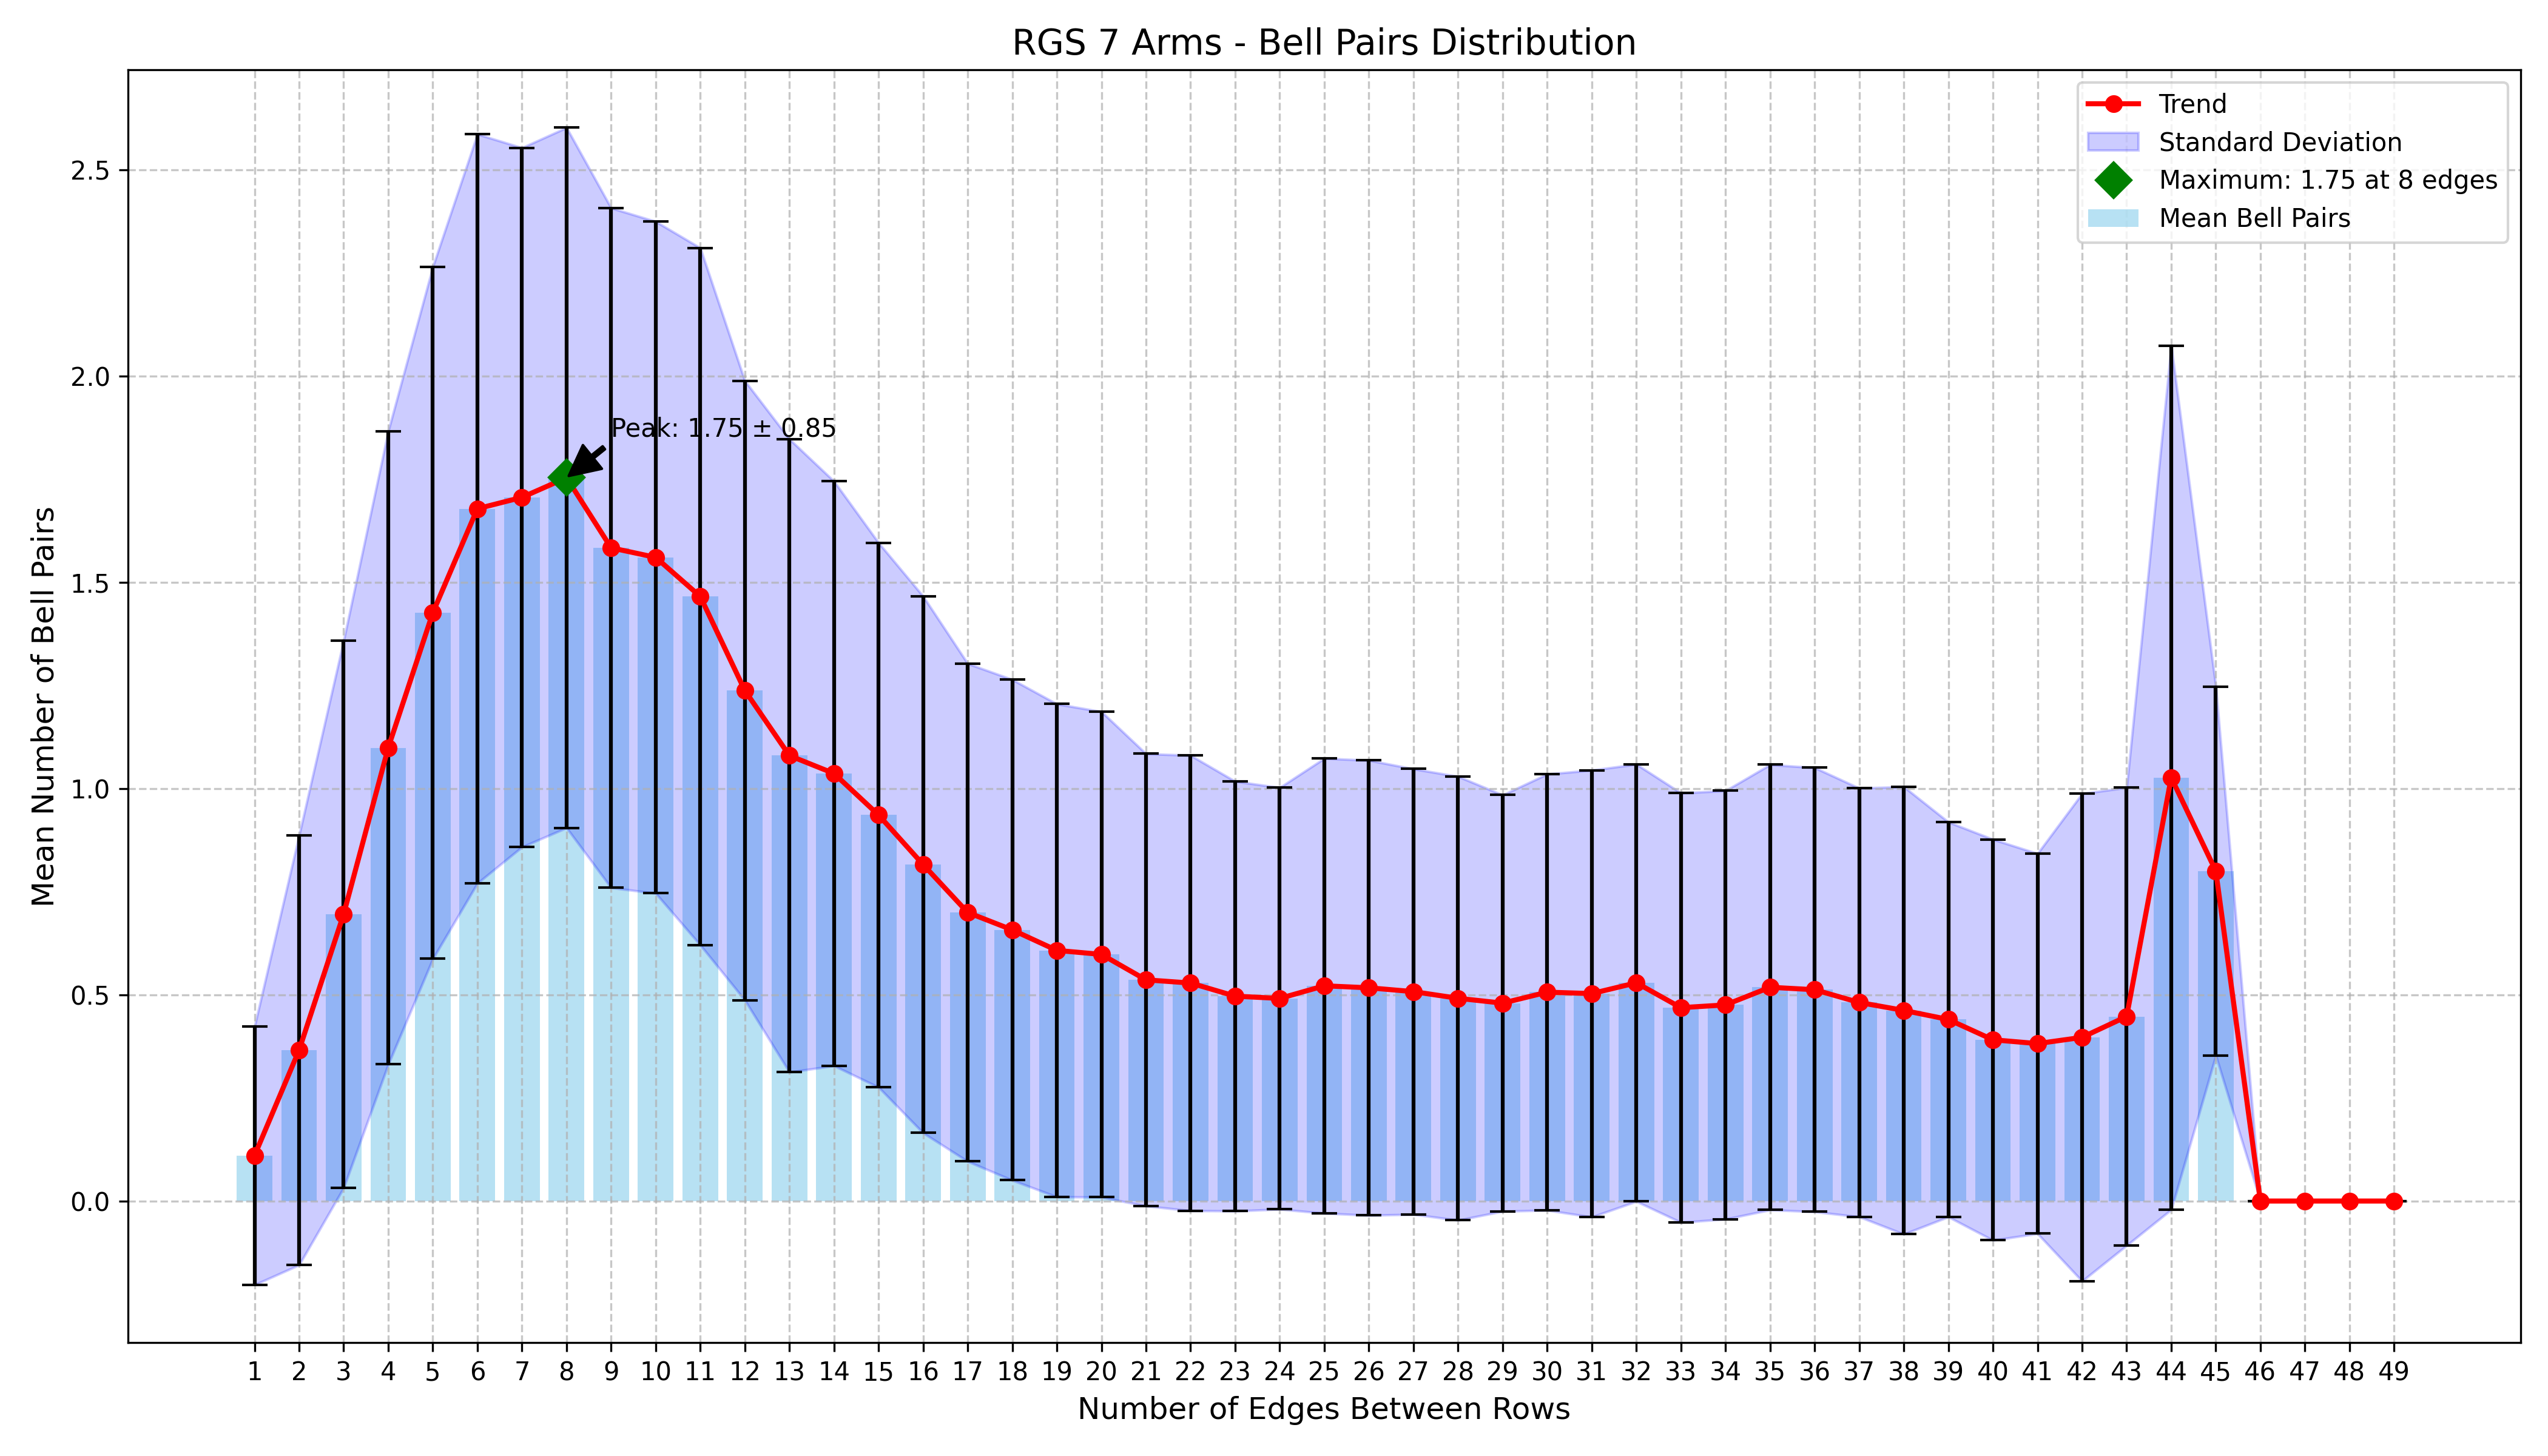 RGS 7 Arms - Bell Pairs Distribution
Trend
Standard Deviation
Maximum: 1.75 at 8 edges
Mean Bell Pairs
Peak: 1.75 ± 0.85
Mean Number of Bell Pairs
2.5
2.0
1.5
1.0
0.5
0.0
1 2 3 4 5 6 7 8 9 10 11 12 13 14 15 16 17 18 19 20 21 22 23 24 25 26 27 28 29 30 31 32 33 34 35 36 37 38 39 40 41 42 43 44 45 46 47 48 49
Number of Edges Between Rows